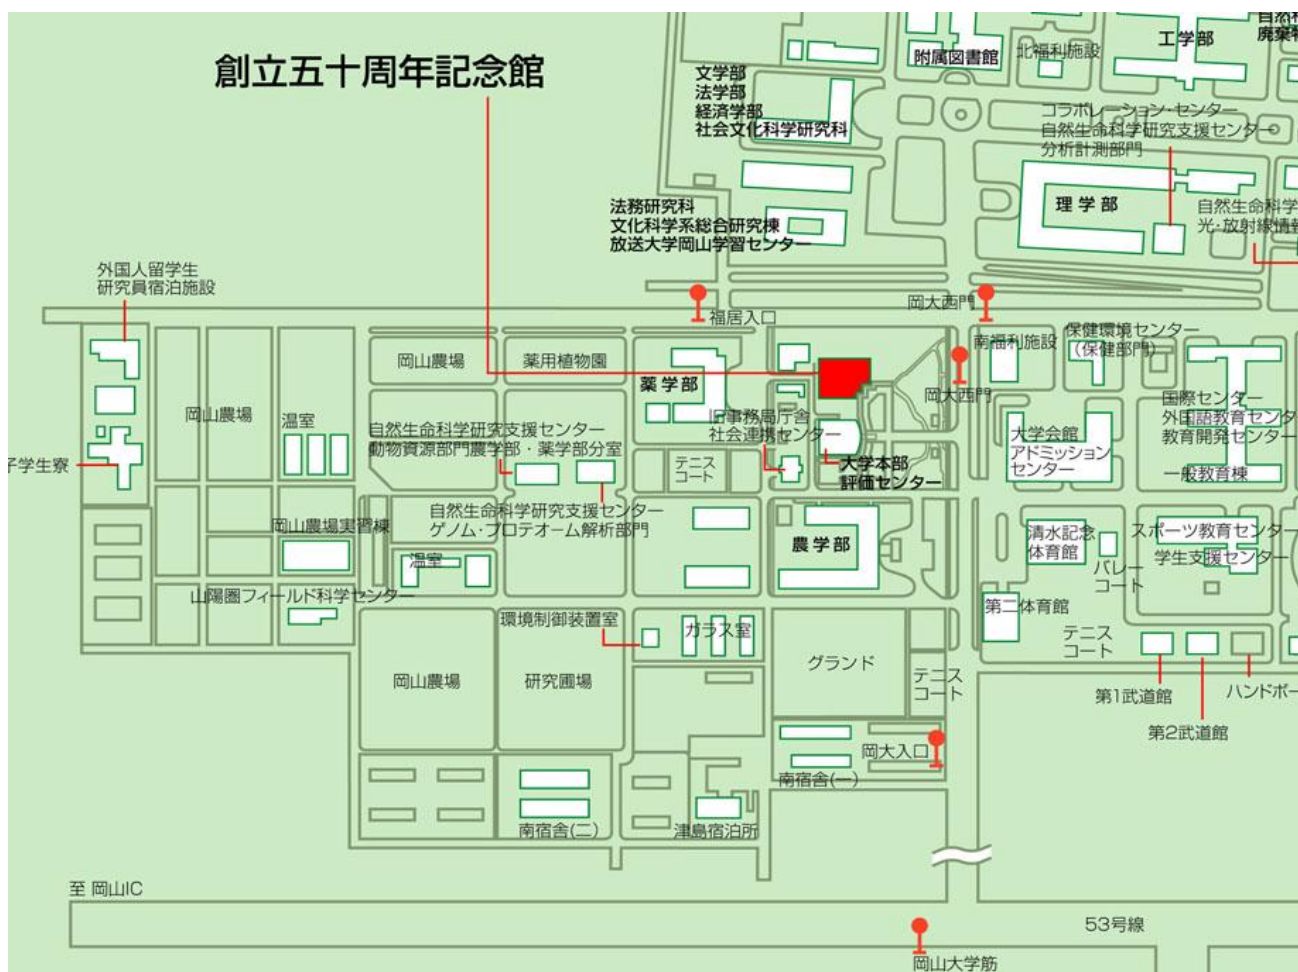 創立五十周年記念館
附属図書館
北福利施設
工学部
文学部
法学部
経済学部
社会文化科学研究科
コラボレーション・センター
自然生命科学研究支援センター
分析計測部門
理学部
自然生命科学
光・放射線情報
法務研究科
文化科学系総合研究棟
放送大学岡山学習センター
外国人留学生
研究員宿泊施設
福居入口
岡大西門
岡大西門
南福利施設
保健環境センター
(保健部門)
岡山農場
薬用植物園
薬学部
岡山農場
温室
旧事務局庁舎
社会連携センター
国際センター
外国語教育センタ
教育開発センター
一般教育棟
自然生命科学研究支援センター
動物資源部門農学部・薬学部分室
テニス
コート
大学本部
評価センター
大学会館
アドミッション
センター
子学生寮
自然生命科学研究支援センター
ゲノム・プロテオーム解析部門
岡山農場実習棟
農学部
清水記念
体育館
スポーツ教育センター
学生支援センター
バレー
コート
温室
山陽圏フィールド科学センター
第二体育館
環境制御装置室
ガラス室
テニス
コート
グランド
岡山農場
研究圃場
テニス
コート
第1武道館
ハンドボー
第2武道館
岡大入口
南宿舎(一)
南宿舎(二)
津島宿泊所
至 岡山IC
53号線
岡山大学筋